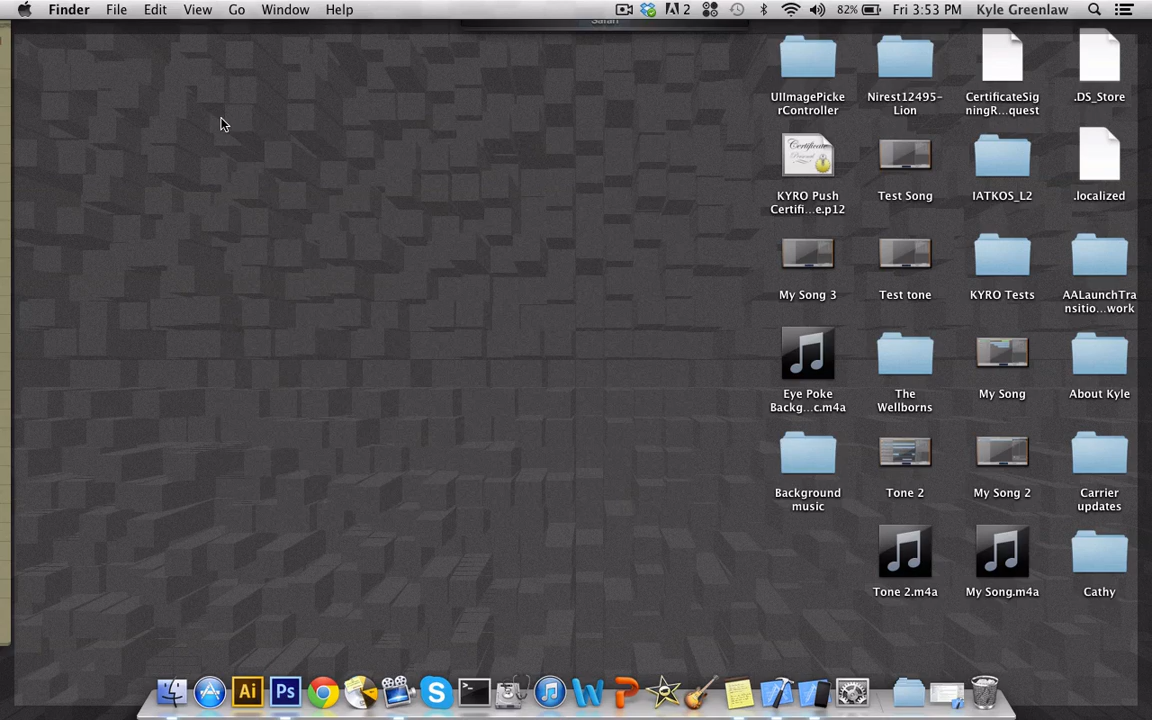 Finder File Edit View Go Window Help 2 82% Fri 3:53 PM Kyle Greenlaw
Safari
UIImagePicke
rController
Nirest12495-
Lion
CertificateSig
ningR...quest
.DS_Store
Certificate
Personal
KYRO Push
Certifi...e.p12
Test Song
IATKOS_L2
.localized
My Song 3
Test tone
KYRO Tests
AALaunchTra
nsitio...work
Eye Poke
Backg...c.m4a
The
Wellborns
My Song
About Kyle
Background
music
Tone 2
My Song 2
Carrier
updates
Tone 2.m4a
My Song.m4a
Cathy
Ai
Ps